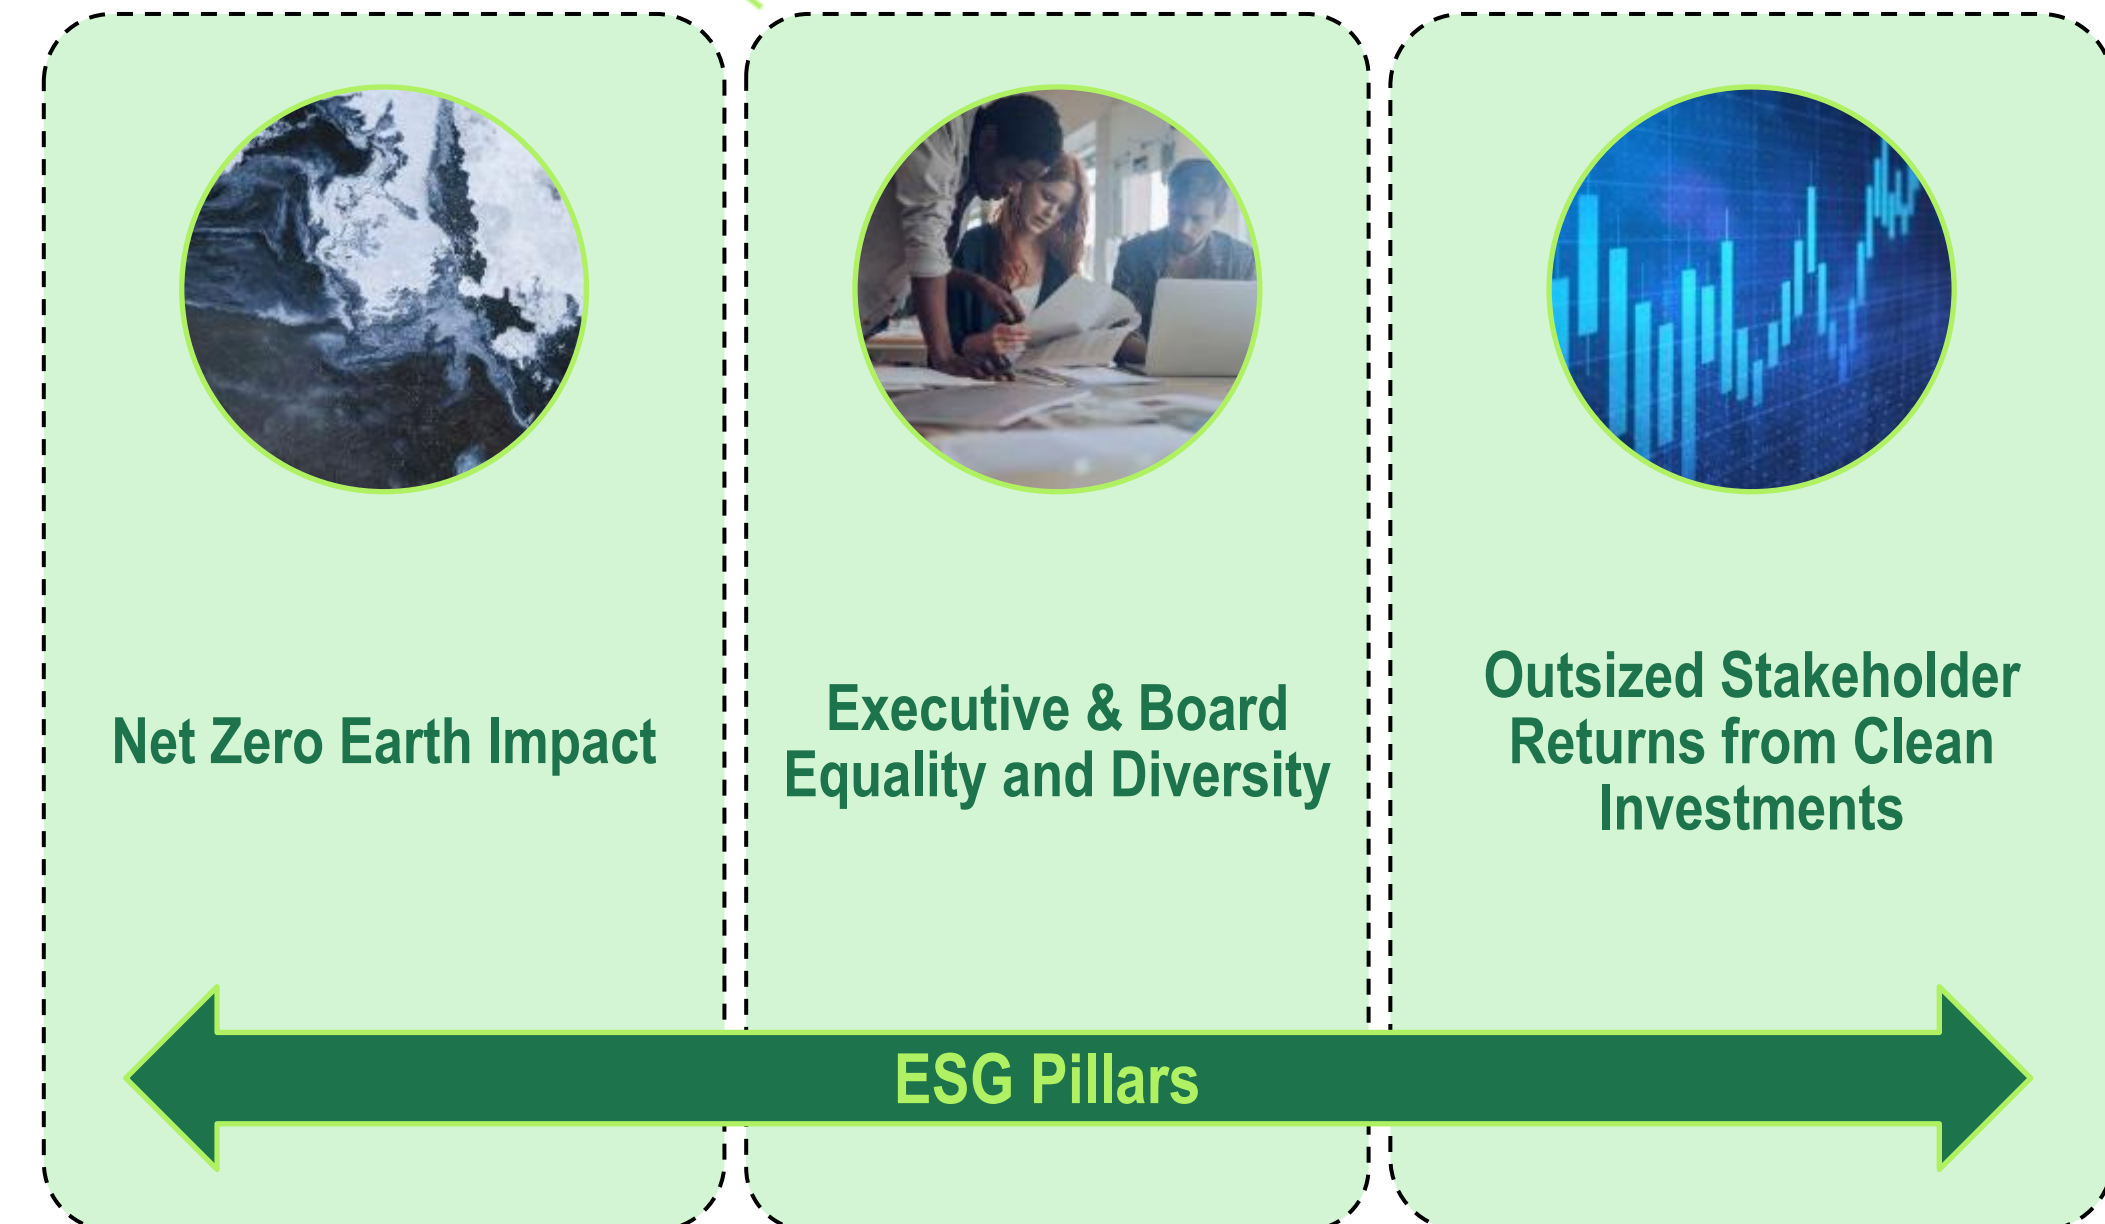 Net Zero Earth Impact
Executive & Board
Equality and Diversity
Outsized Stakeholder
Returns from Clean
Investments
ESG Pillars